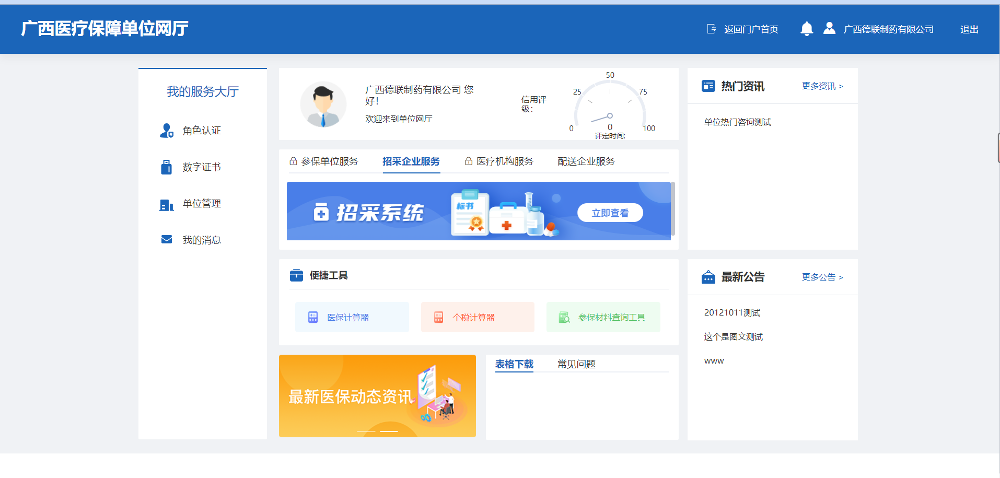 广西医疗保障单位网厅
返回门户首页
广西德联制药有限公司
退出
我的服务大厅
角色认证
数字证书
单位管理
我的消息
广西德联制药有限公司 您
好！
欢迎来到单位网厅
信用评
级：
50
25
75
0
100
0
评定时间:
参保单位服务
招采企业服务
医疗机构服务
配送企业服务
招采系统
标书
立即查看
便捷工具
医保计算器
个税计算器
参保材料查询工具
最新医保动态资讯
表格下载
常见问题
热门资讯
更多资讯 >
单位热门咨询测试
最新公告
更多公告 >
20121011测试
这个是图文测试
www